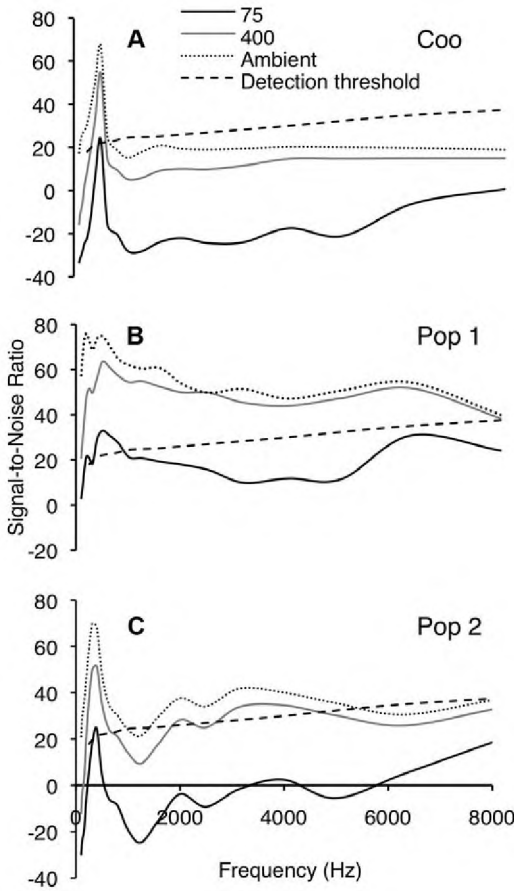 75
400
Ambient
Detection threshold
A
Coo
80
60
40
20
0
-20
-40
B
Pop 1
80
60
40
20
0
-20
Signal-to-Noise Ratio
C
Pop 2
80
60
40
20
0
-20
-40
0
2000
4000
6000
8000
Frequency (Hz)